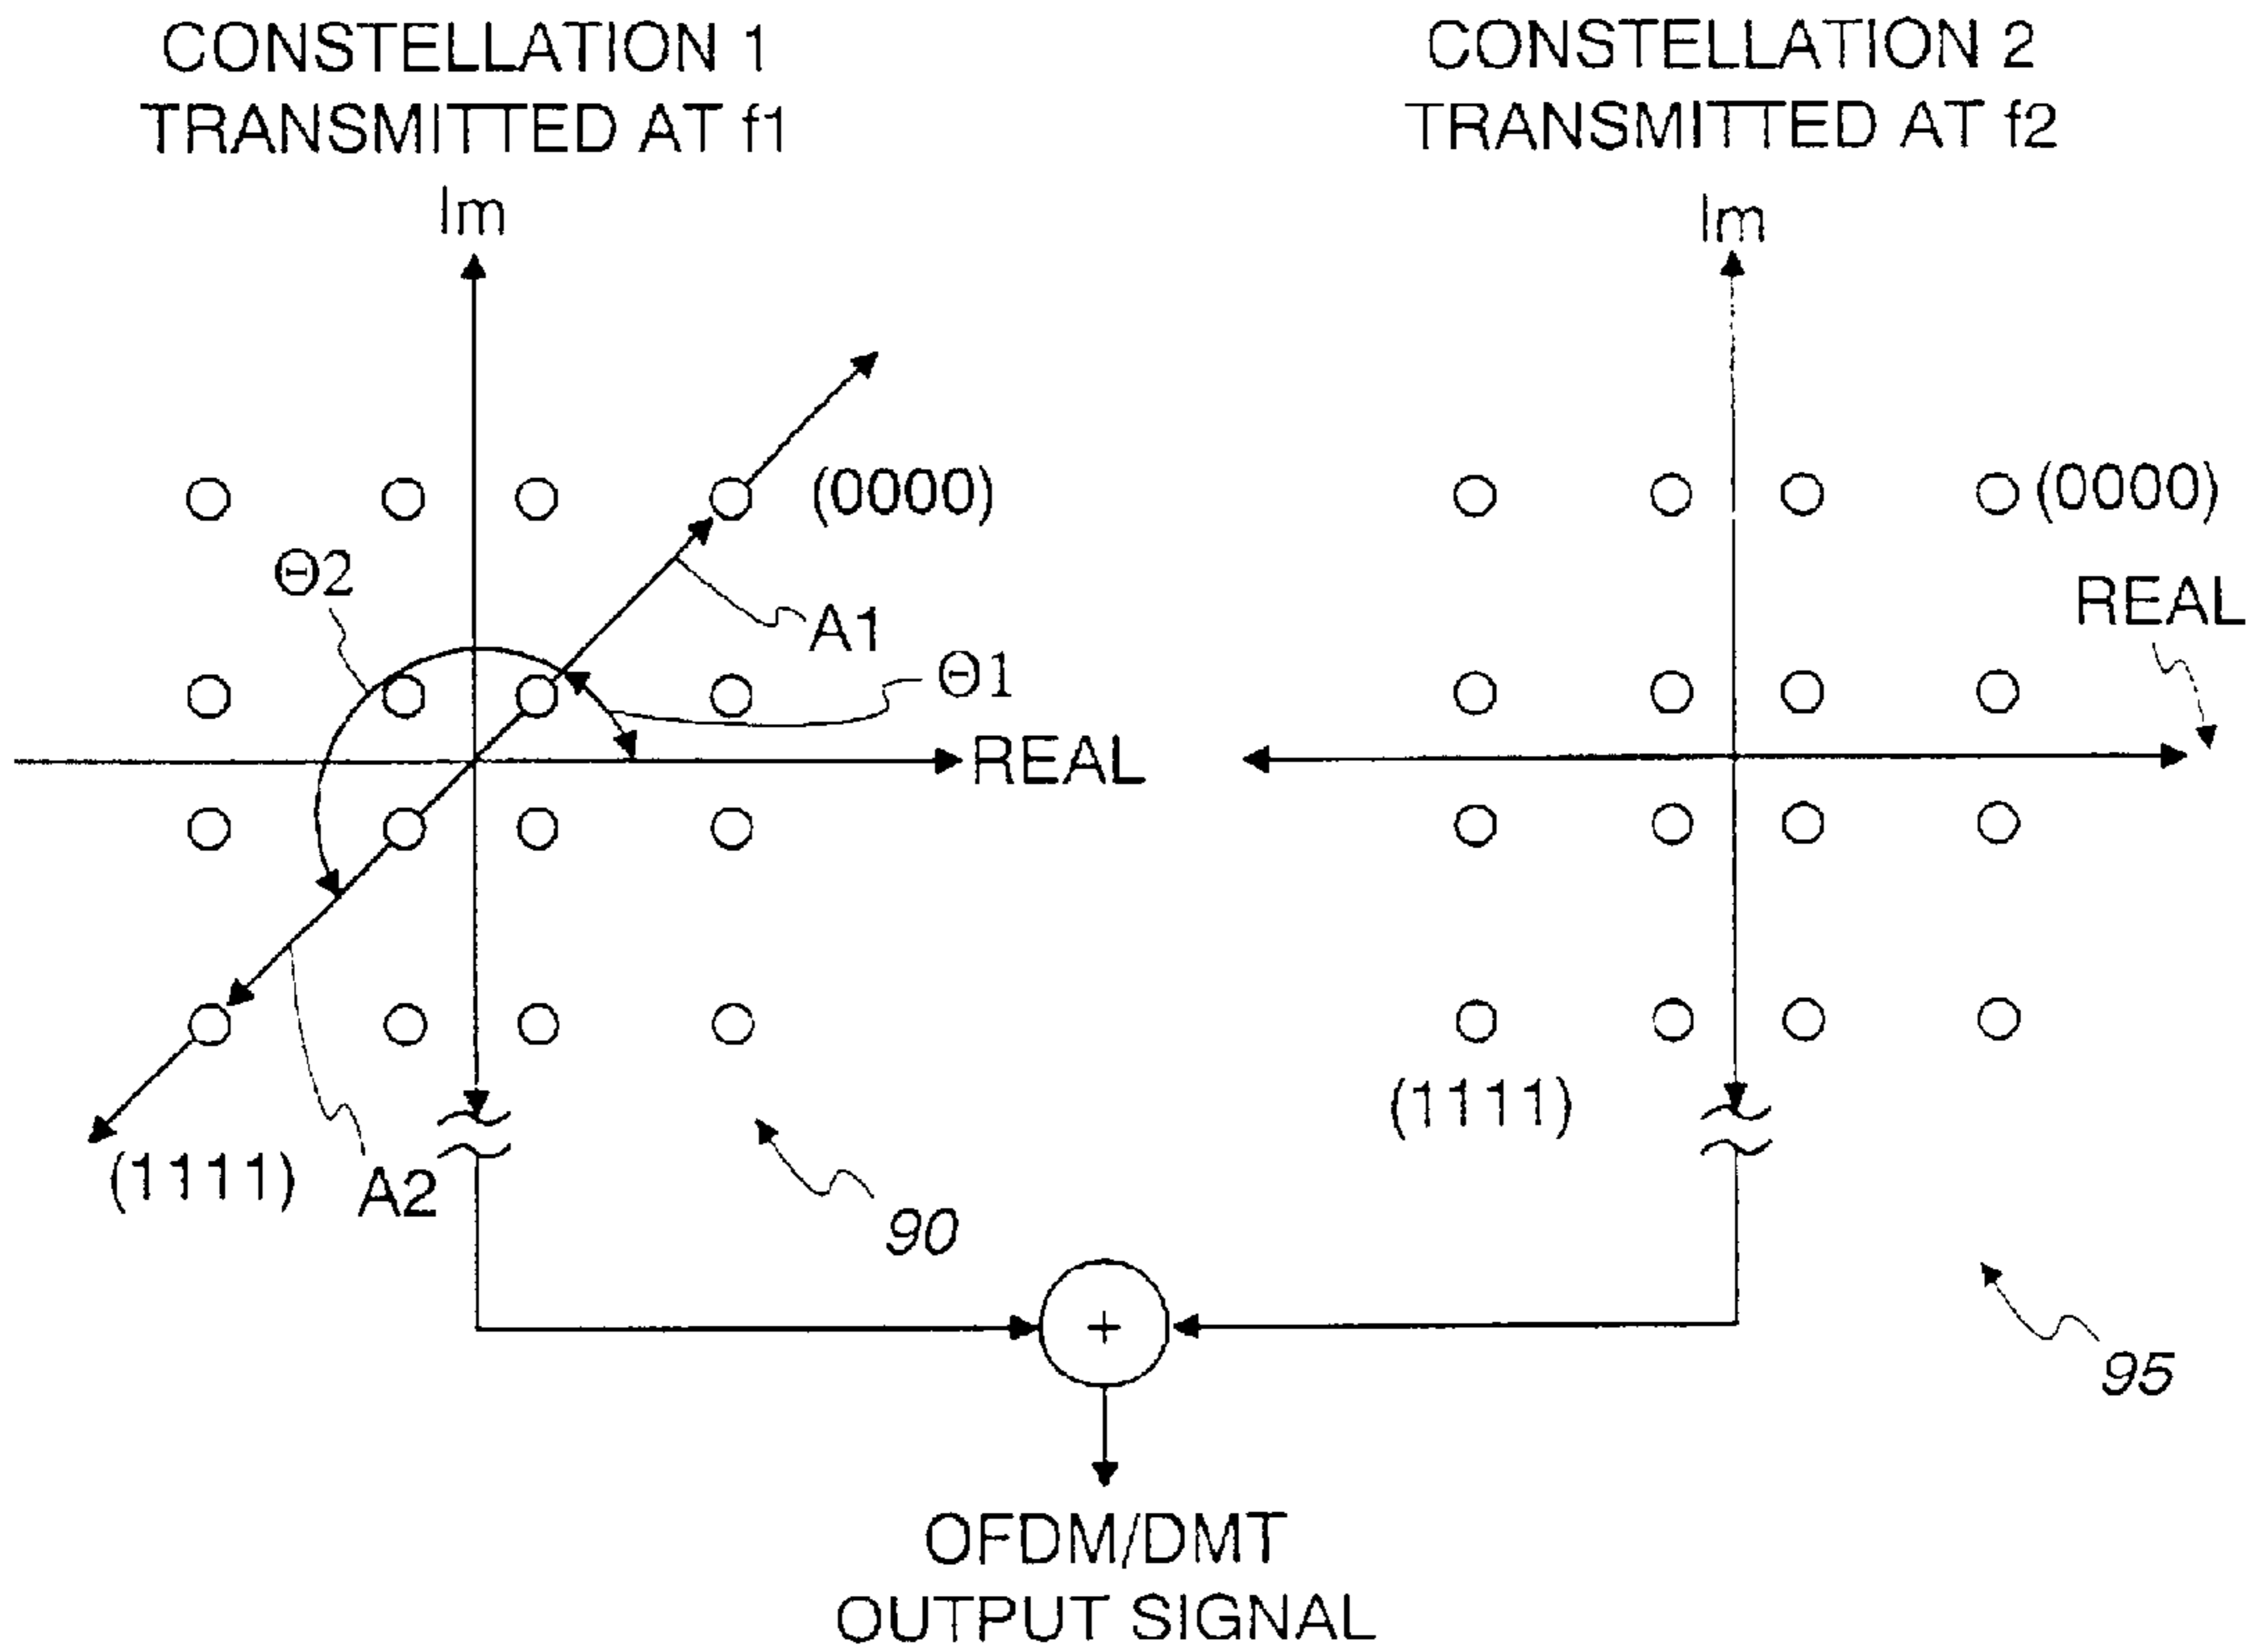 CONSTELLATION 1
TRANSMITTED AT f1
CONSTELLATION 2
TRANSMITTED AT f2
Im
Im
(0000)
(0000)
Θ2
A1
REAL
Θ1
REAL
(1111)
(1111)
A2
90
+
95
OFDM/DMT
OUTPUT SIGNAL